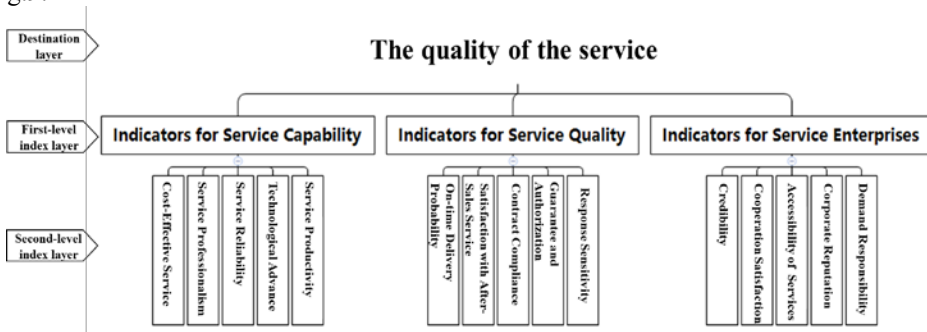 Destination
layer
The quality of the service
First-level
index layer
Indicators for Service Capability
Indicators for Service Quality
Indicators for Service Enterprises
Second-level
index layer
Cost-Effective Service
Service Professionalism
Service Reliability
Technological Advance
Service Productivity
On-time Delivery
Probability
Satisfaction with After-
Sales Service
Contract Compliance
Guarantee and
Authorization
Response Sensitivity
Credibility
Cooperation Satisfaction
Accessibility of Services
Corporate Reputation
Demand Responsibility